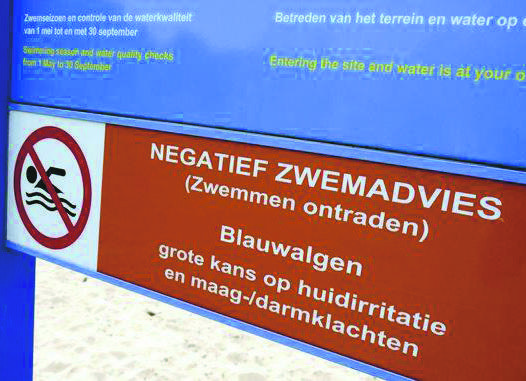 Zwemseizoen en controle van de waterkwaliteit
van 1 mei tot en met 30 september
Swimming season and water quality checks
from 1 May to 30 September
Betreden van het terrein en water op
Entering the site and water is at your
NEGATIEF ZWEMADVIES
(Zwemmen ontraden)
Blauwalgen
grote kans op huidirritatie
en maag-/darmklachten